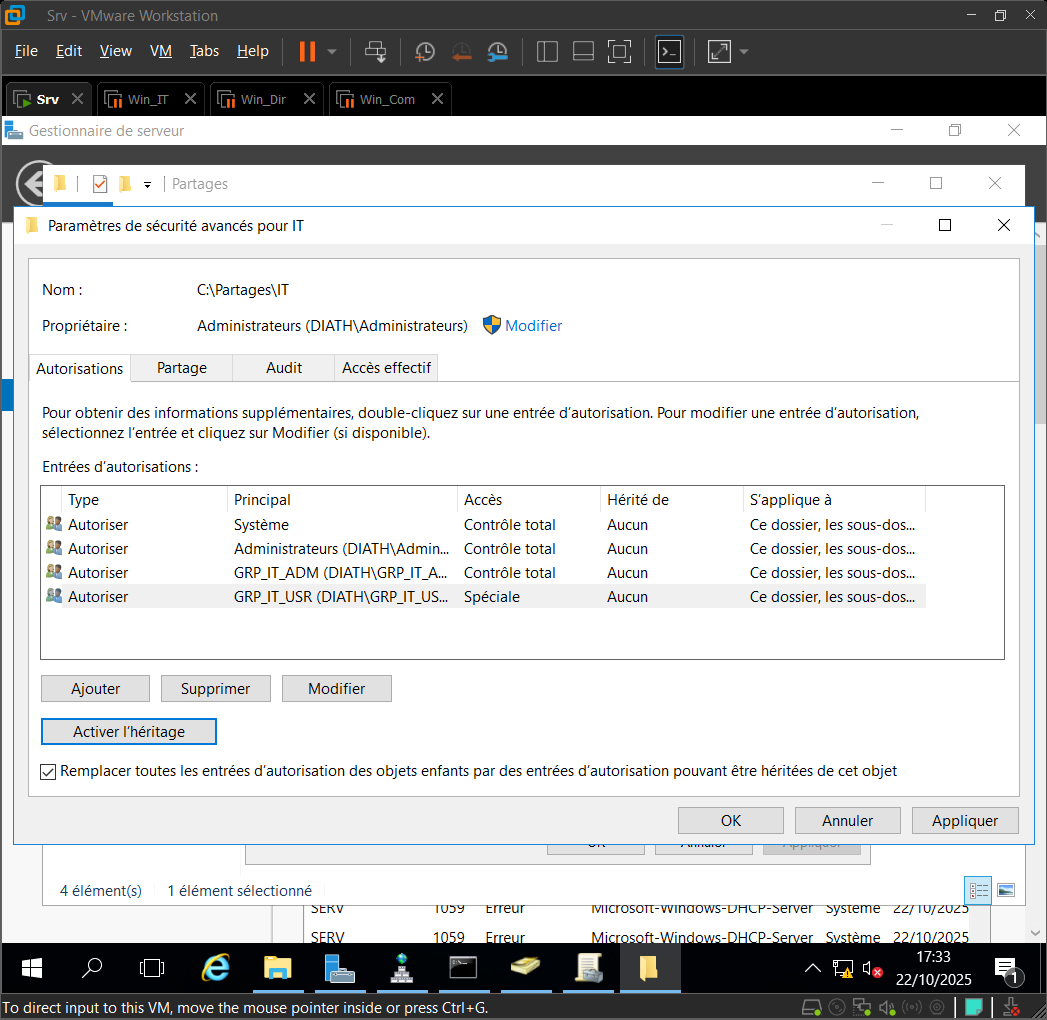 Srv - VMware Workstation
File Edit View VM Tabs Help
Srv Win_IT Win_Dir Win_Com
Gestionnaire de serveur
Partages
Paramètres de sécurité avancés pour IT
Nom : C:\Partages\IT
Propriétaire : Administrateurs (DIATH\Administrateurs) Modifier
Autorisations Partage Audit Accès effectif
Pour obtenir des informations supplémentaires, double-cliquez sur une entrée d'autorisation. Pour modifier une entrée d'autorisation,
sélectionnez l'entrée et cliquez sur Modifier (si disponible).
Entrées d'autorisations :
Type Principal Accès Hérité de S'applique à
Autoriser Système Contrôle total Aucun Ce dossier, les sous-dos...
Autoriser Administrateurs (DIATH\Admin... Contrôle total Aucun Ce dossier, les sous-dos...
Autoriser GRP_IT_ADM (DIATH\GRP_IT_A... Contrôle total Aucun Ce dossier, les sous-dos...
Autoriser GRP_IT_USR (DIATH\GRP_IT_US... Spéciale Aucun Ce dossier, les sous-dos...
Ajouter Supprimer Modifier
Activer l'héritage
Remplacer toutes les entrées d'autorisation des objets enfants par des entrées d'autorisation pouvant être héritées de cet objet
OK Annuler Appliquer
OK Annuler Appliquer
4 élément(s) 1 élément sélectionné
SERV 1059 Erreur Microsoft-Windows-DHCP-Server Système 22/10/2025
SERV 1059 Erreur Microsoft-Windows-DHCP-Server Système 22/10/2025
17:33
22/10/2025
1
To direct input to this VM, move the mouse pointer inside or press Ctrl+G.